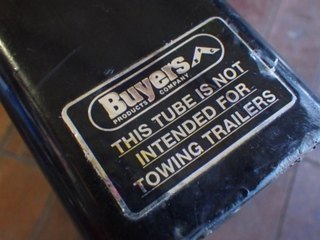 Buyers
PRODUCTS COMPANY
THIS TUBE IS NOT
INTENDED FOR
TOWING TRAILERS